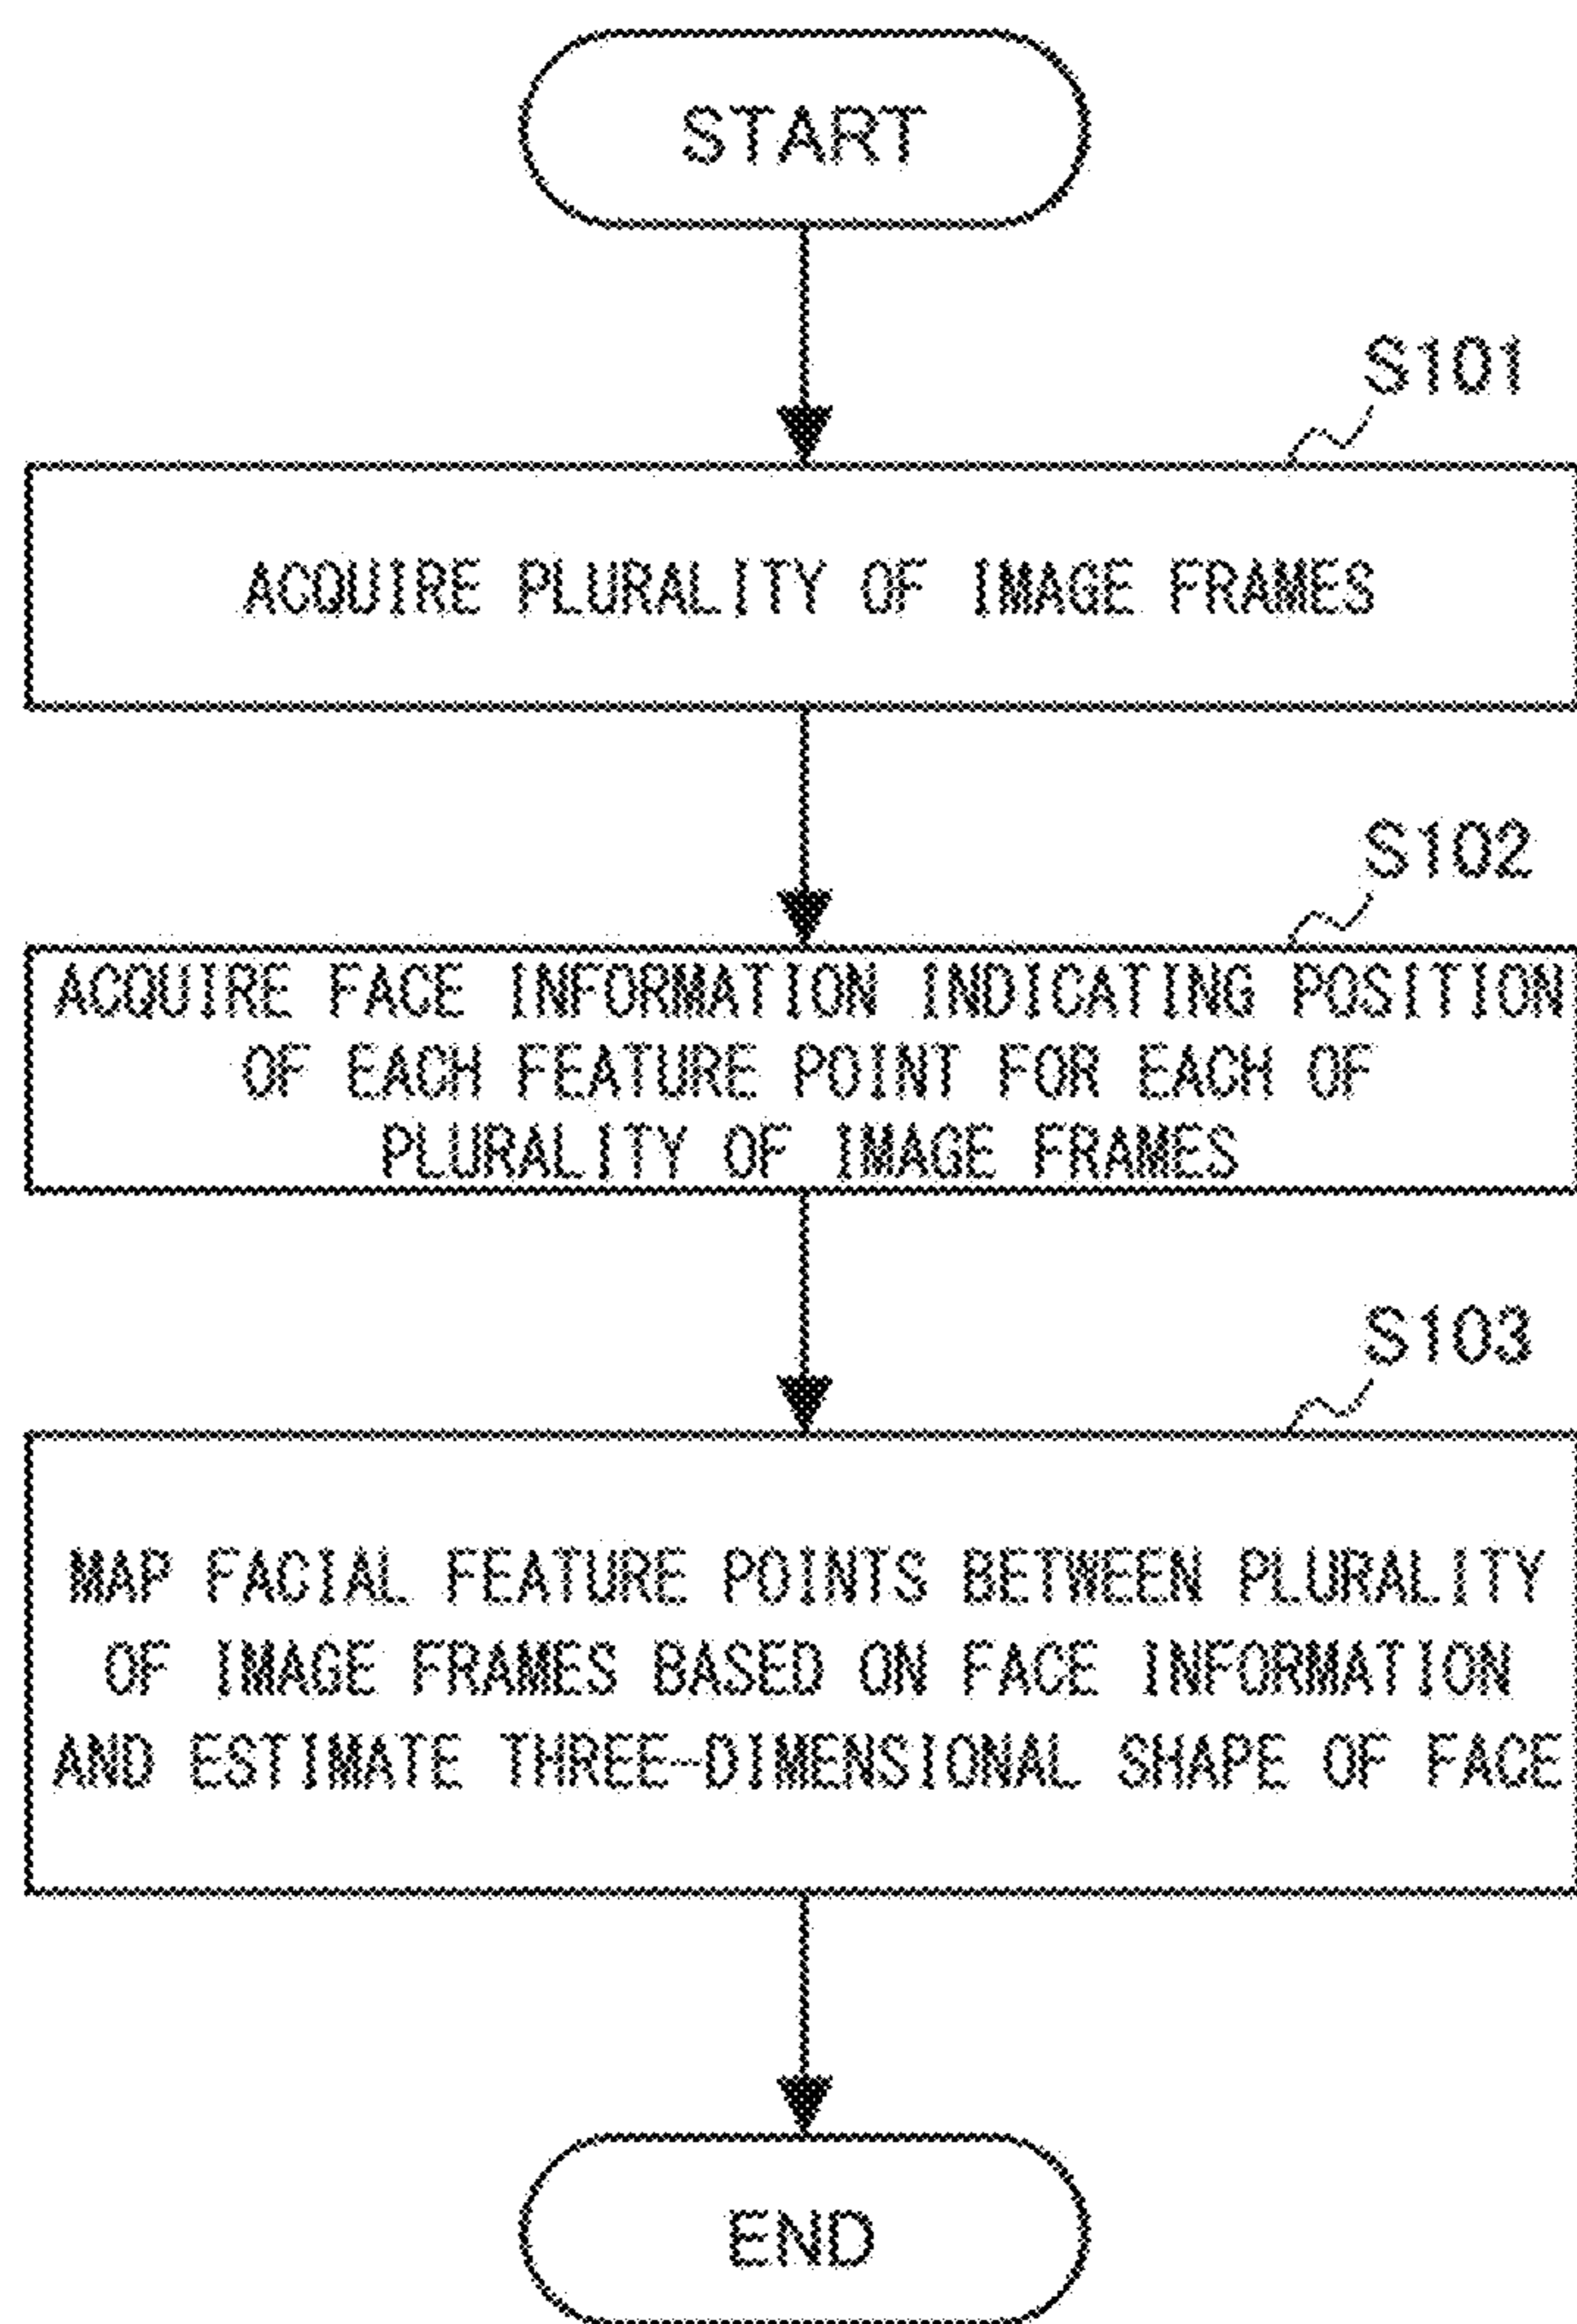 START
S101
ACQUIRE PLURALITY OF IMAGE FRAMES
S102
ACQUIRE FACE INFORMATION INDICATING POSITION
OF EACH FEATURE POINT FOR EACH OF
PLURALITY OF IMAGE FRAMES
S103
MAP FACIAL FEATURE POINTS BETWEEN PLURALITY
OF IMAGE FRAMES BASED ON FACE INFORMATION
AND ESTIMATE THREE-DIMENSIONAL SHAPE OF FACE
END